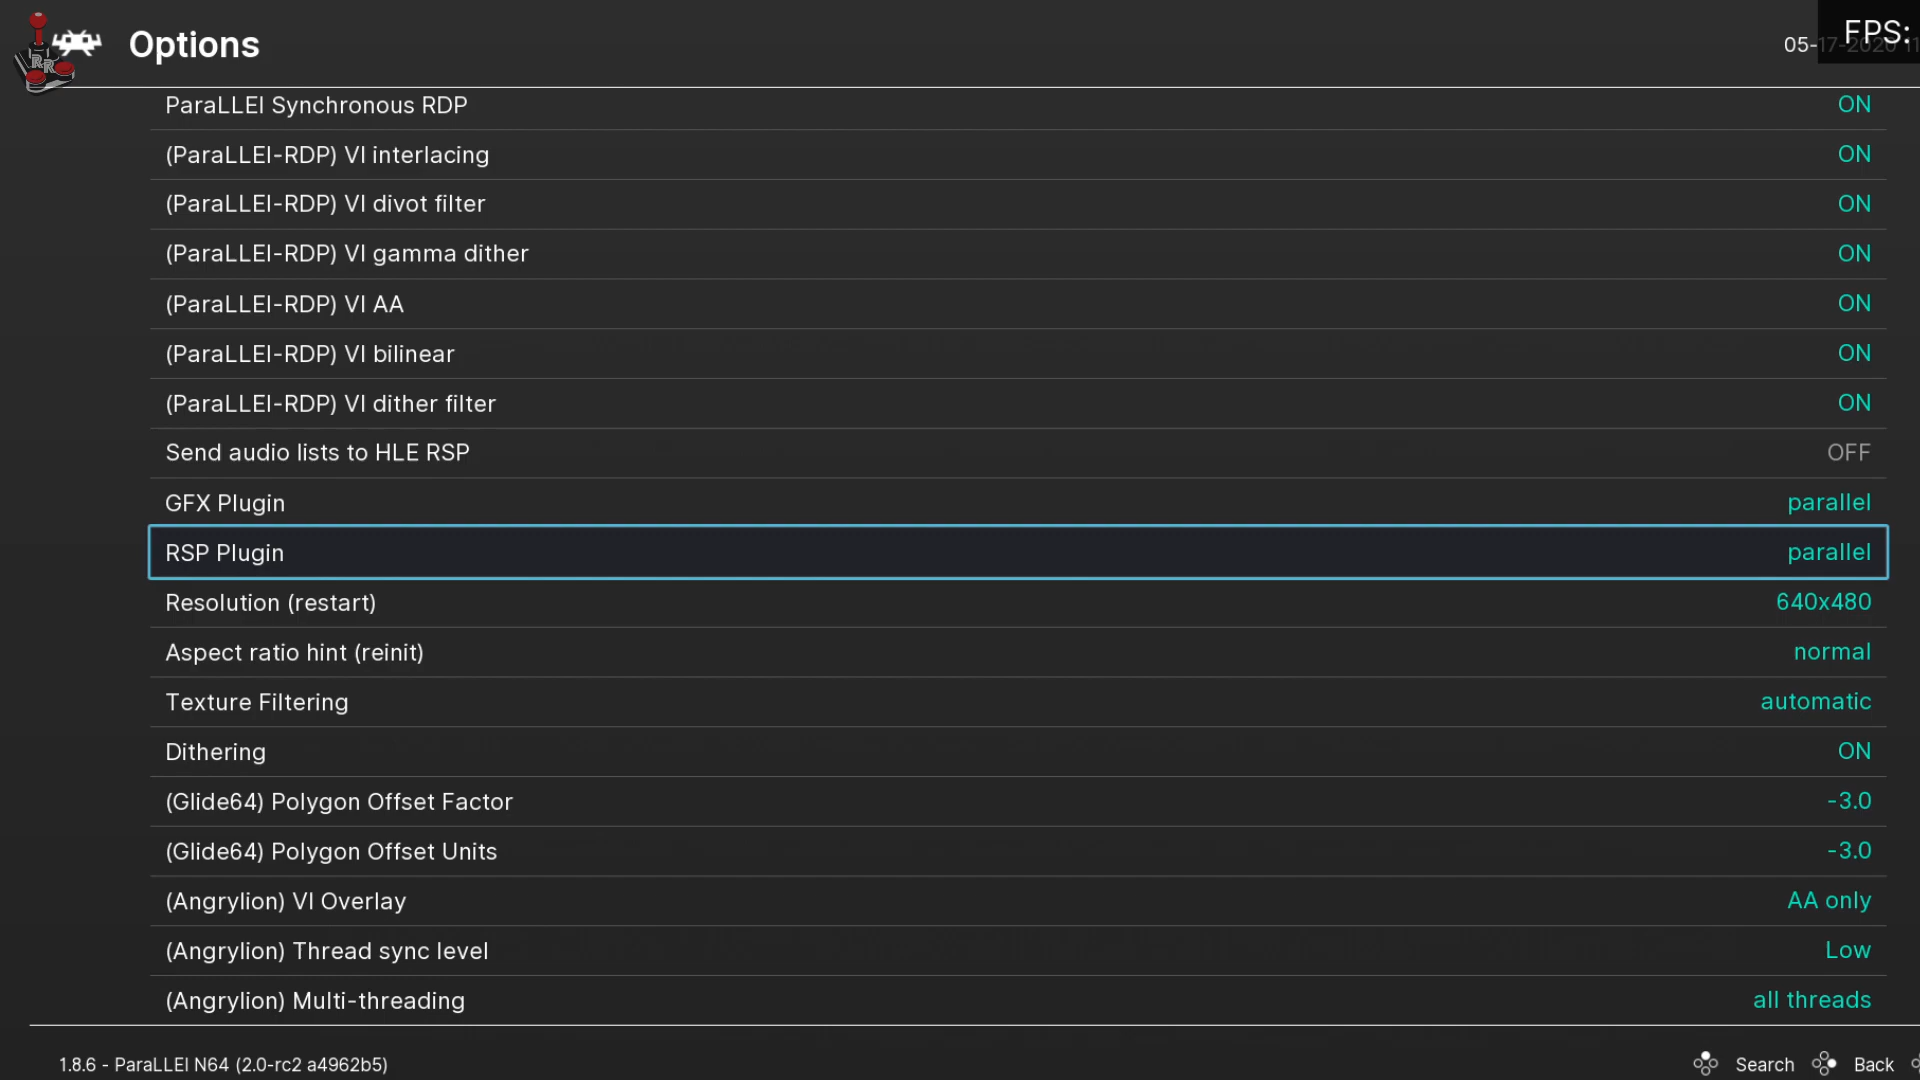 Options
05-17-2020 11
FPS:
ParaLLEl Synchronous RDP ON
(ParaLLEl-RDP) VI interlacing ON
(ParaLLEl-RDP) VI divot filter ON
(ParaLLEl-RDP) VI gamma dither ON
(ParaLLEl-RDP) VI AA ON
(ParaLLEl-RDP) VI bilinear ON
(ParaLLEl-RDP) VI dither filter ON
Send audio lists to HLE RSP OFF
GFX Plugin parallel
RSP Plugin parallel
Resolution (restart) 640x480
Aspect ratio hint (reinit) normal
Texture Filtering automatic
Dithering ON
(Glide64) Polygon Offset Factor -3.0
(Glide64) Polygon Offset Units -3.0
(Angrylion) VI Overlay AA only
(Angrylion) Thread sync level Low
(Angrylion) Multi-threading all threads
1.8.6 - ParaLLEl N64 (2.0-rc2 a4962b5) Search Back